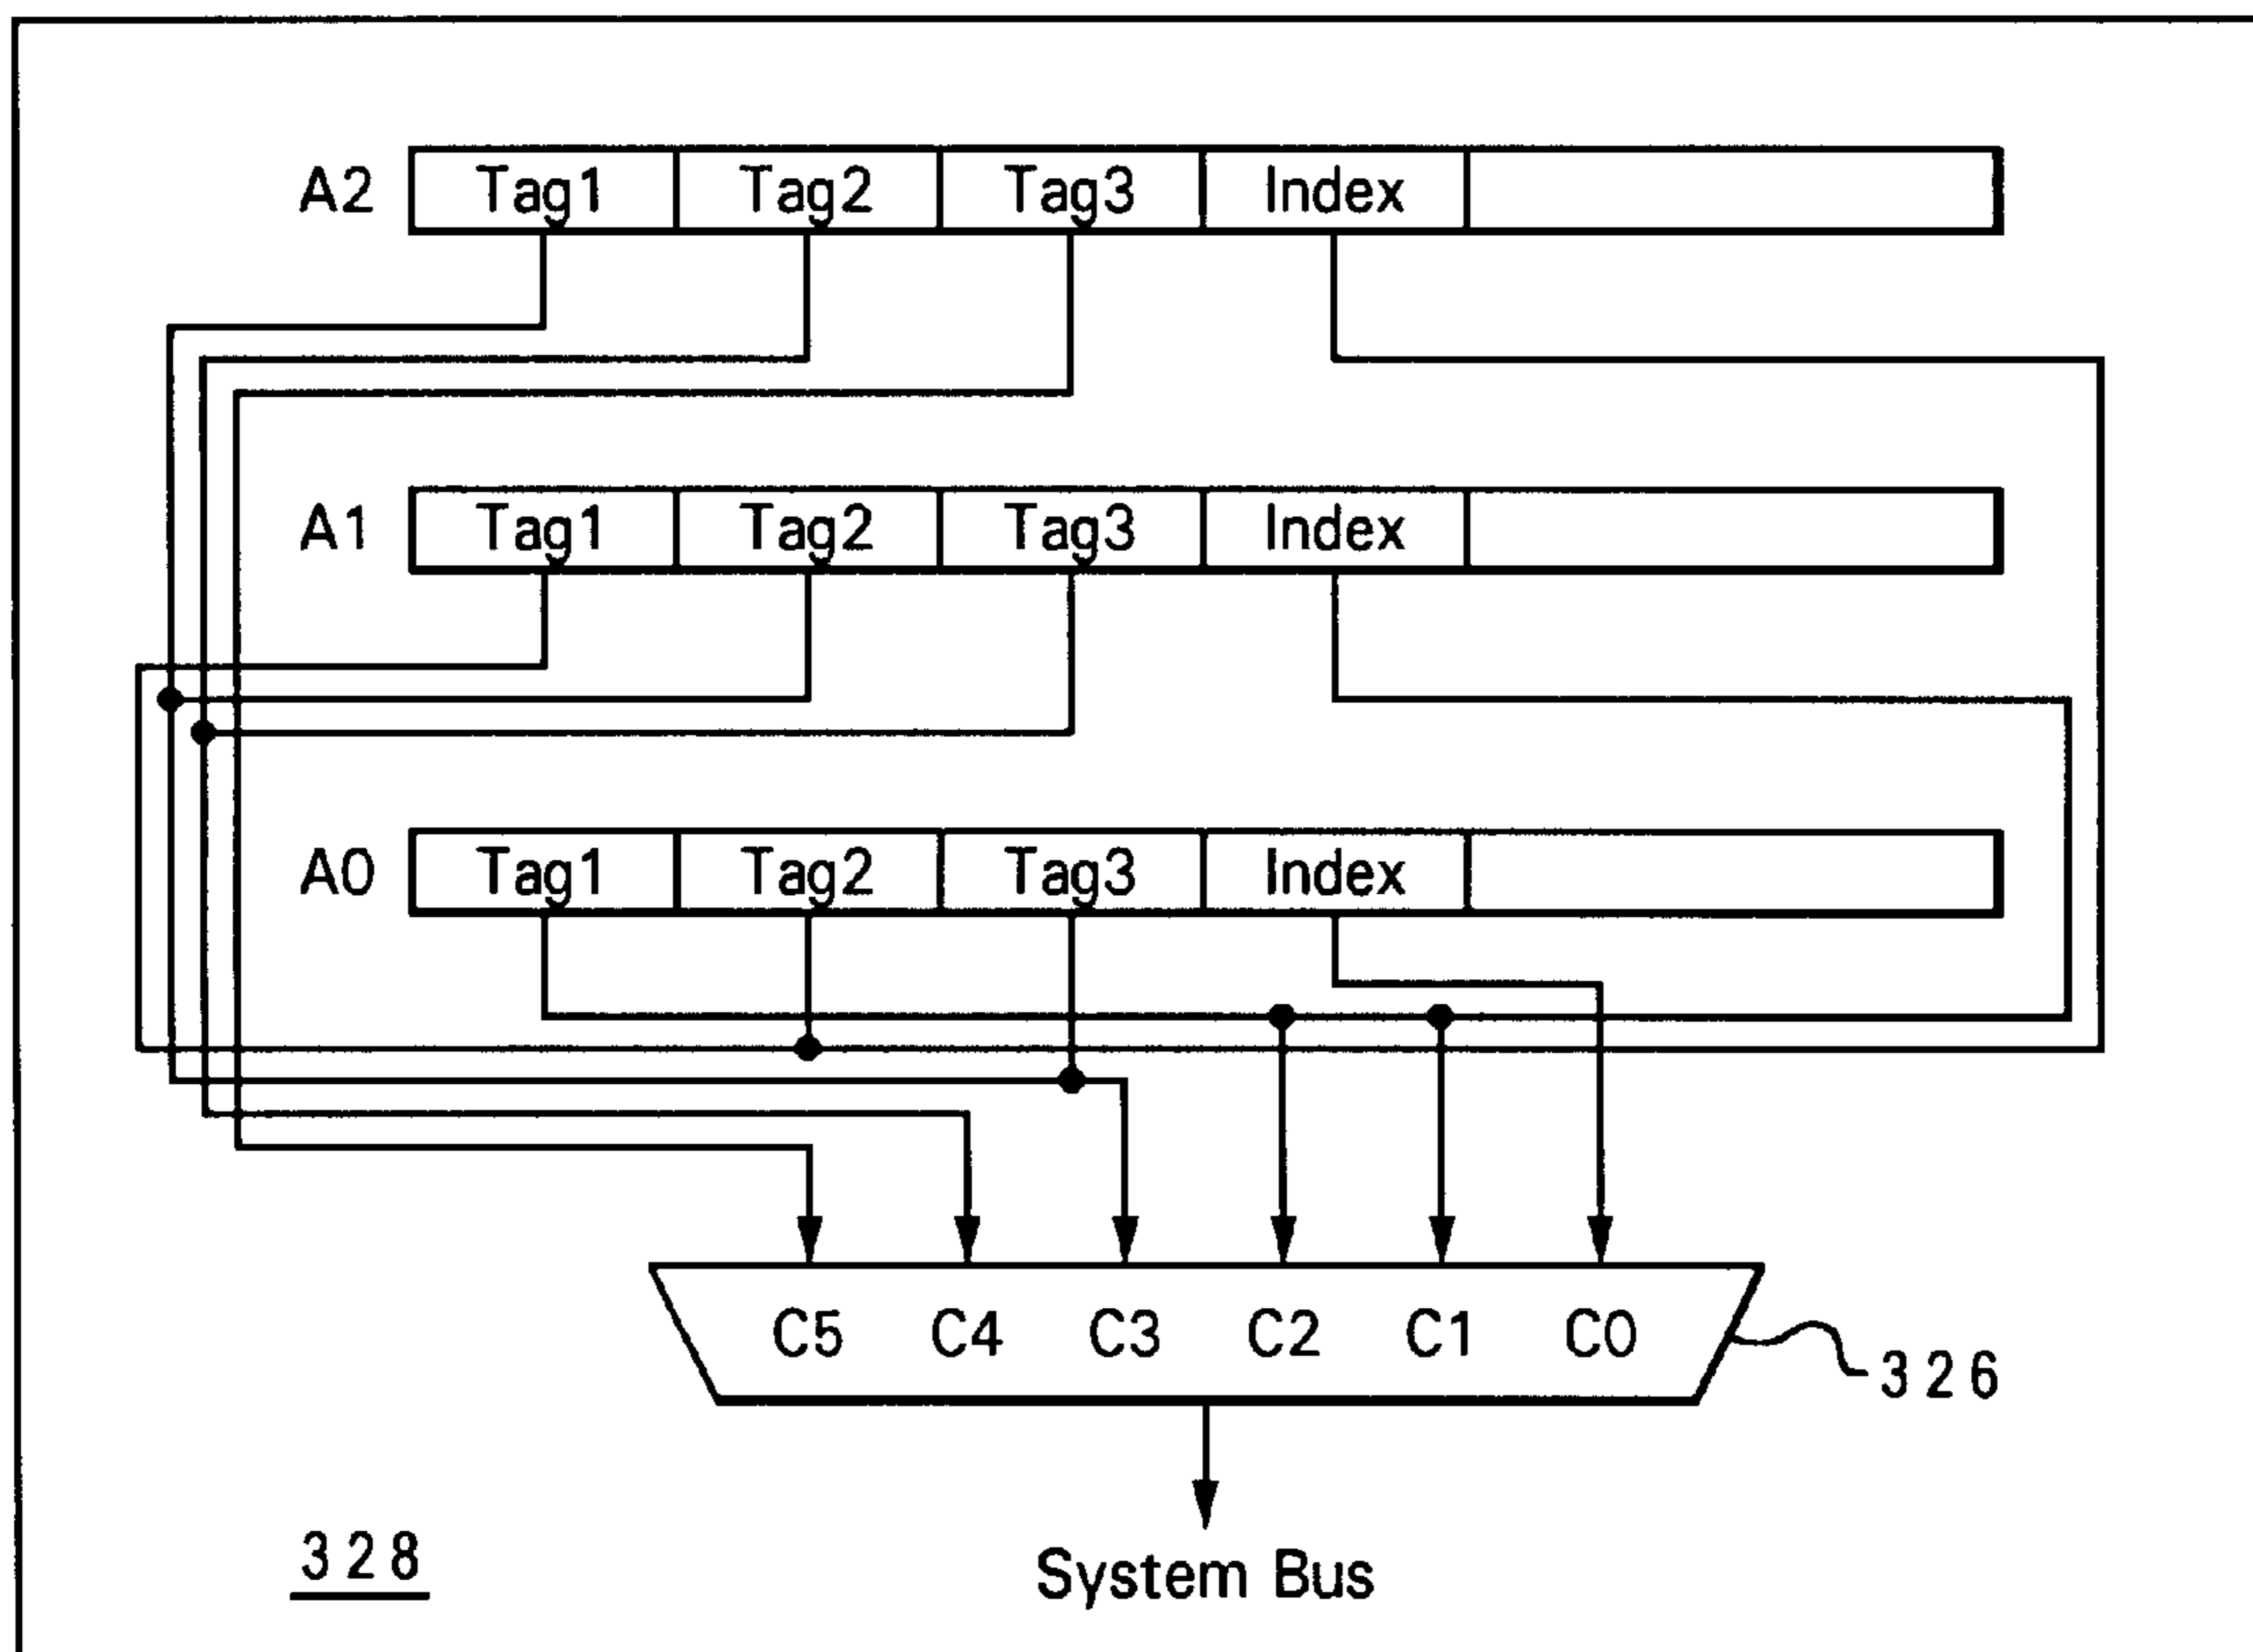 A2 Tag1 Tag2 Tag3 Index
A1 Tag1 Tag2 Tag3 Index
A0 Tag1 Tag2 Tag3 Index
C5 C4 C3 C2 C1 C0
326
328
System Bus